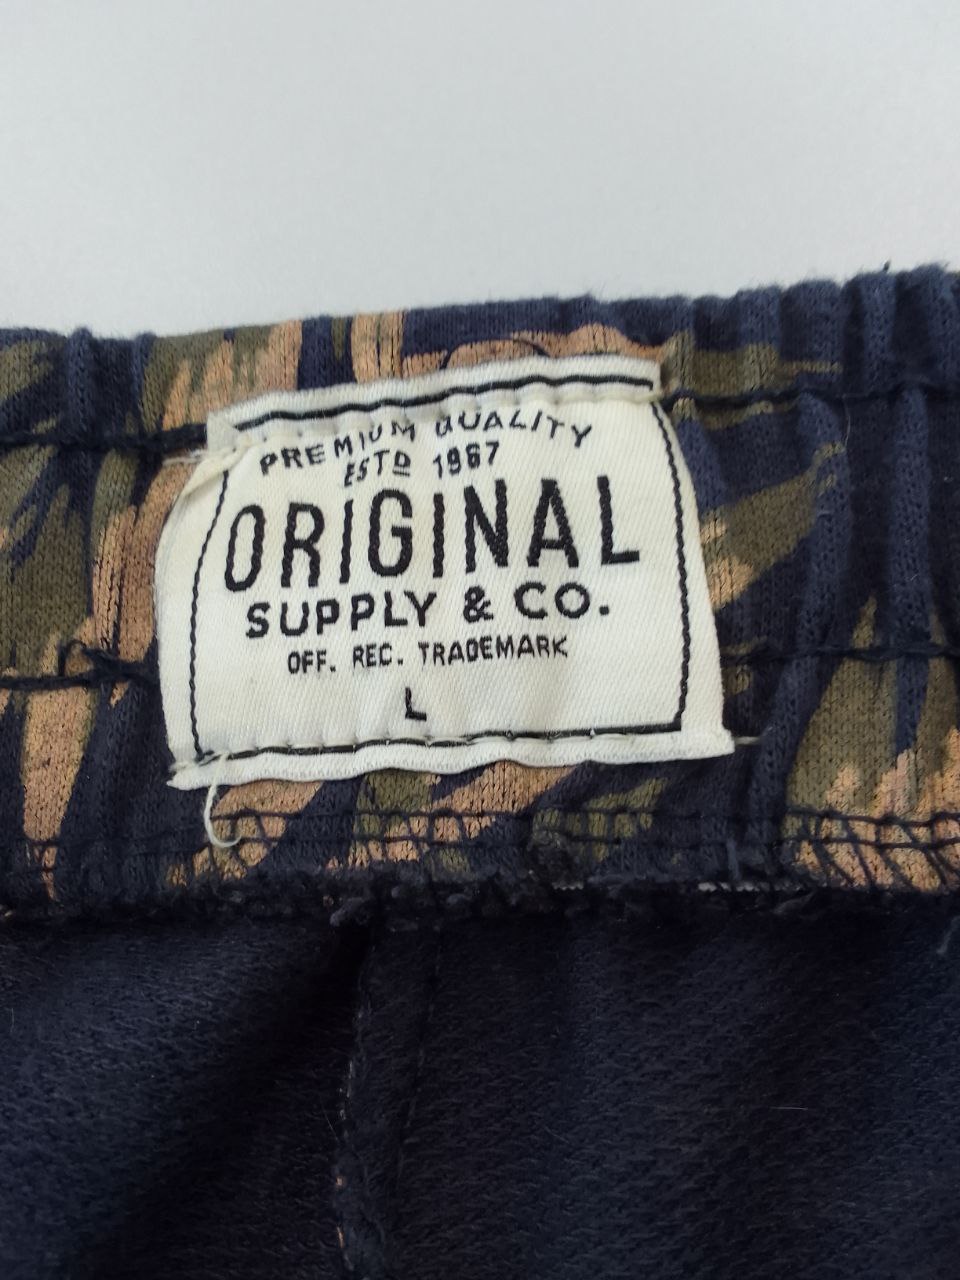 PREMIUM QUALITY
ESTD 1967
ORIGINAL
SUPPLY & CO.
OFF. REC. TRADEMARK
L